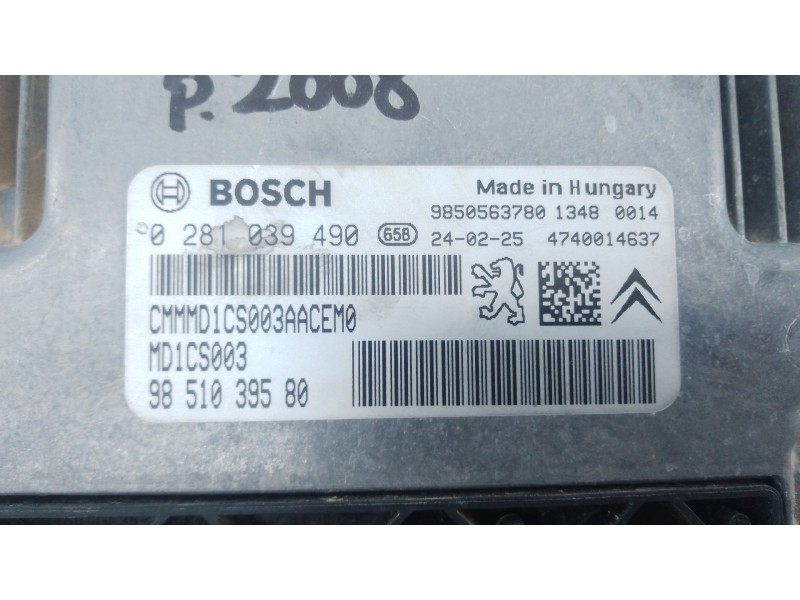 p. 2008
BOSCH Made in Hungary
9850563780 1348 0014
0 281 039 490 658 24-02-25 4740014637
CMMMD1CS003AACEM0
MD1CS003
98 510 395 80